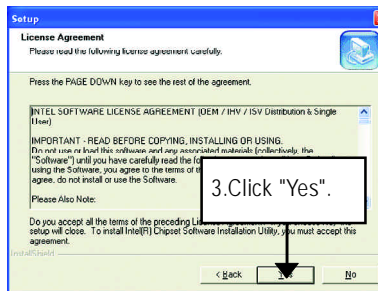 Setup
License Agreement
Please read the following license agreement carefully.
Press the PAGE DOWN key to see the rest of the agreement.
INTEL SOFTWARE LICENSE AGREEMENT (OEM / IHV / ISV Distribution & Single
User)
IMPORTANT - READ BEFORE COPYING, INSTALLING OR USING.
Do not use or load this software and any associated materials (collectively, the
"Software") until you have carefully read the fo
using the Software, you agree to the terms of th
agree, do not install or use the Software.
Please Also Note:
3.Click "Yes".
Do you accept all the terms of the preceding Li
setup will close. To install Intel(R) Chipset Software Installation Utility, you must accept this
agreement.
InstallShield
< Back
No